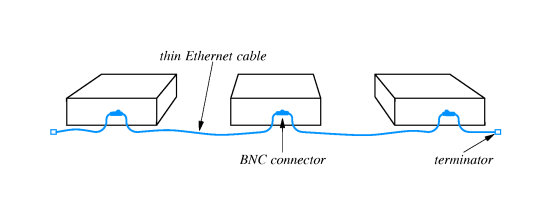 thin Ethernet cable
BNC connector
terminator